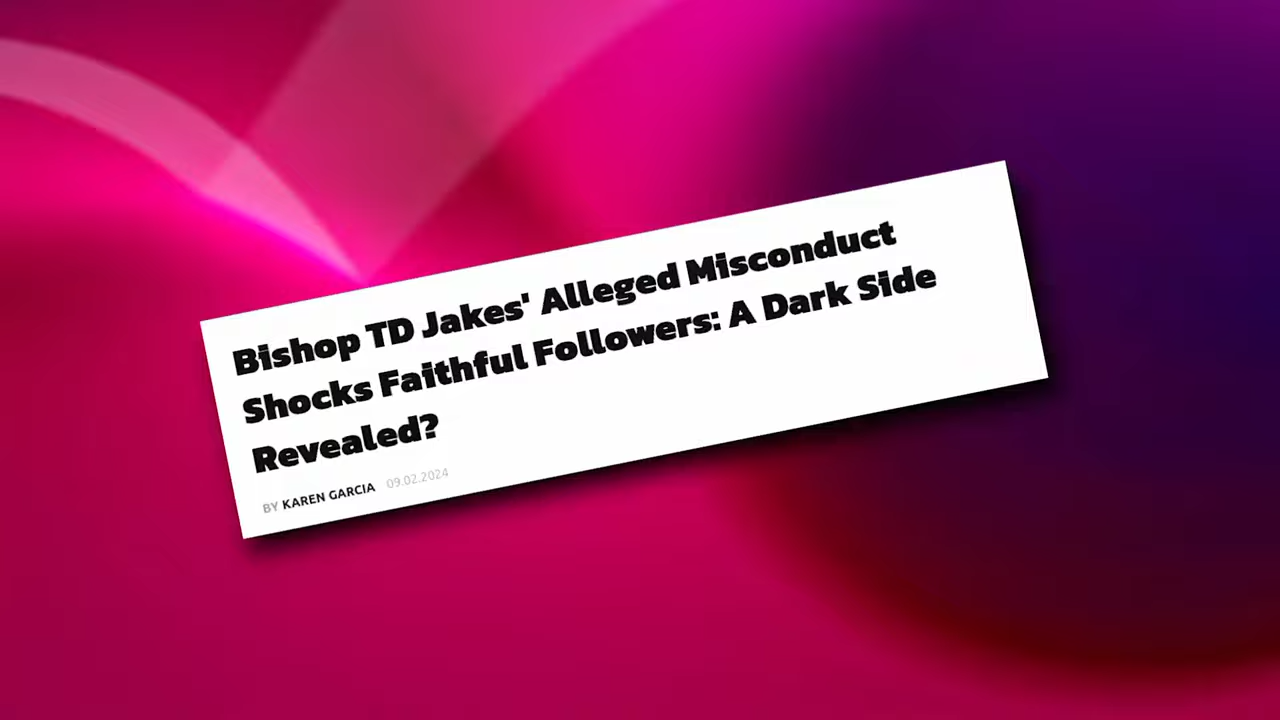 Bishop TD Jakes' Alleged Misconduct
Shocks Faithful Followers: A Dark Side
Revealed?
BY KAREN GARCIA 09.02.2024